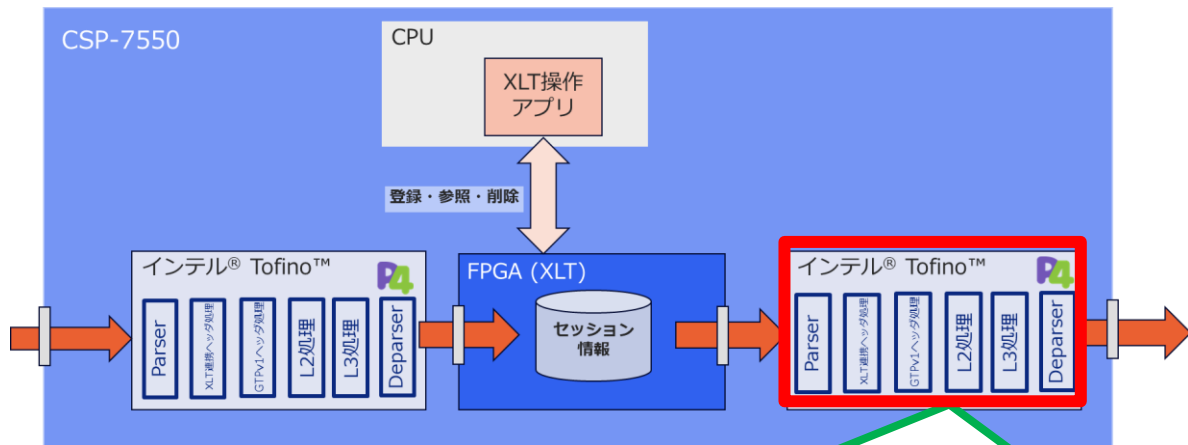 CSP-7550
CPU
XLT操作
アプリ
登録・参照・削除
インテル® Tofino™
P4
Parser
XLT連携ヘッダ処理
GTPv1ヘッダ処理
L2処理
L3処理
Deparser
FPGA (XLT)
セッション
情報
インテル® Tofino™
P4
Parser
XLT連携ヘッダ処理
GTPv1ヘッダ処理
L2処理
L3処理
Deparser